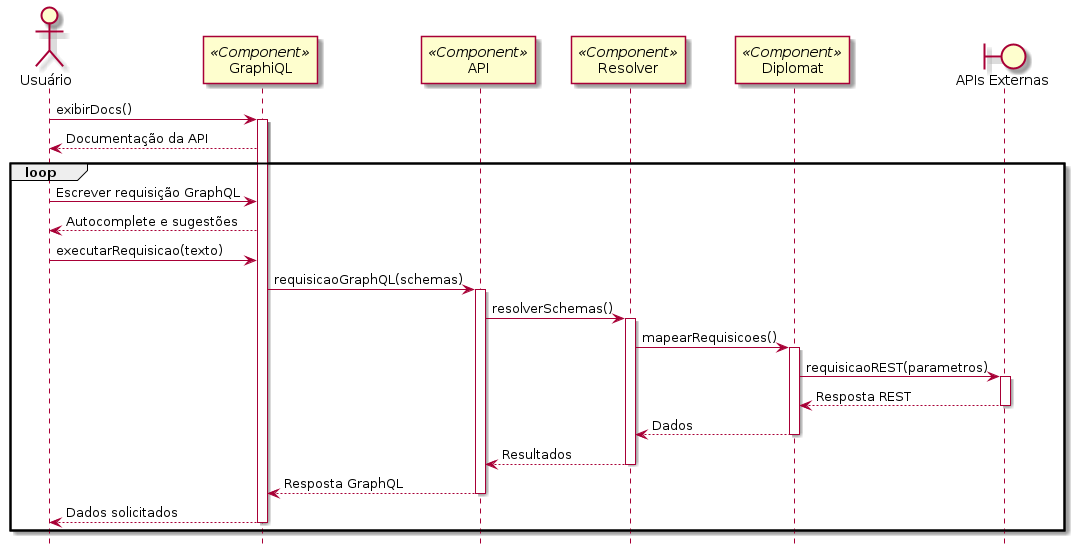 Usuário
«Component»
GraphiQL
«Component»
API
«Component»
Resolver
«Component»
Diplomat
APIs Externas
exibirDocs()
Documentação da API
loop
Escrever requisição GraphQL
Autocomplete e sugestões
executarRequisicao(texto)
requisicaoGraphQL(schemas)
resolverSchemas()
mapearRequisicoes()
requisicaoREST(parametros)
Resposta REST
Dados
Resultados
Resposta GraphQL
Dados solicitados